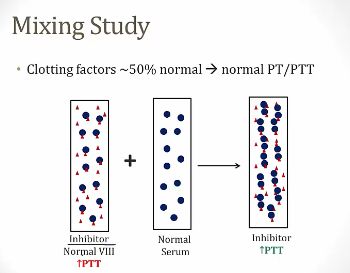 Mixing Study
• Clotting factors ~50% normal → normal PT/PTT
+
Inhibitor
Normal VIII
↑PTT
Normal
Serum
Inhibitor
↑PTT